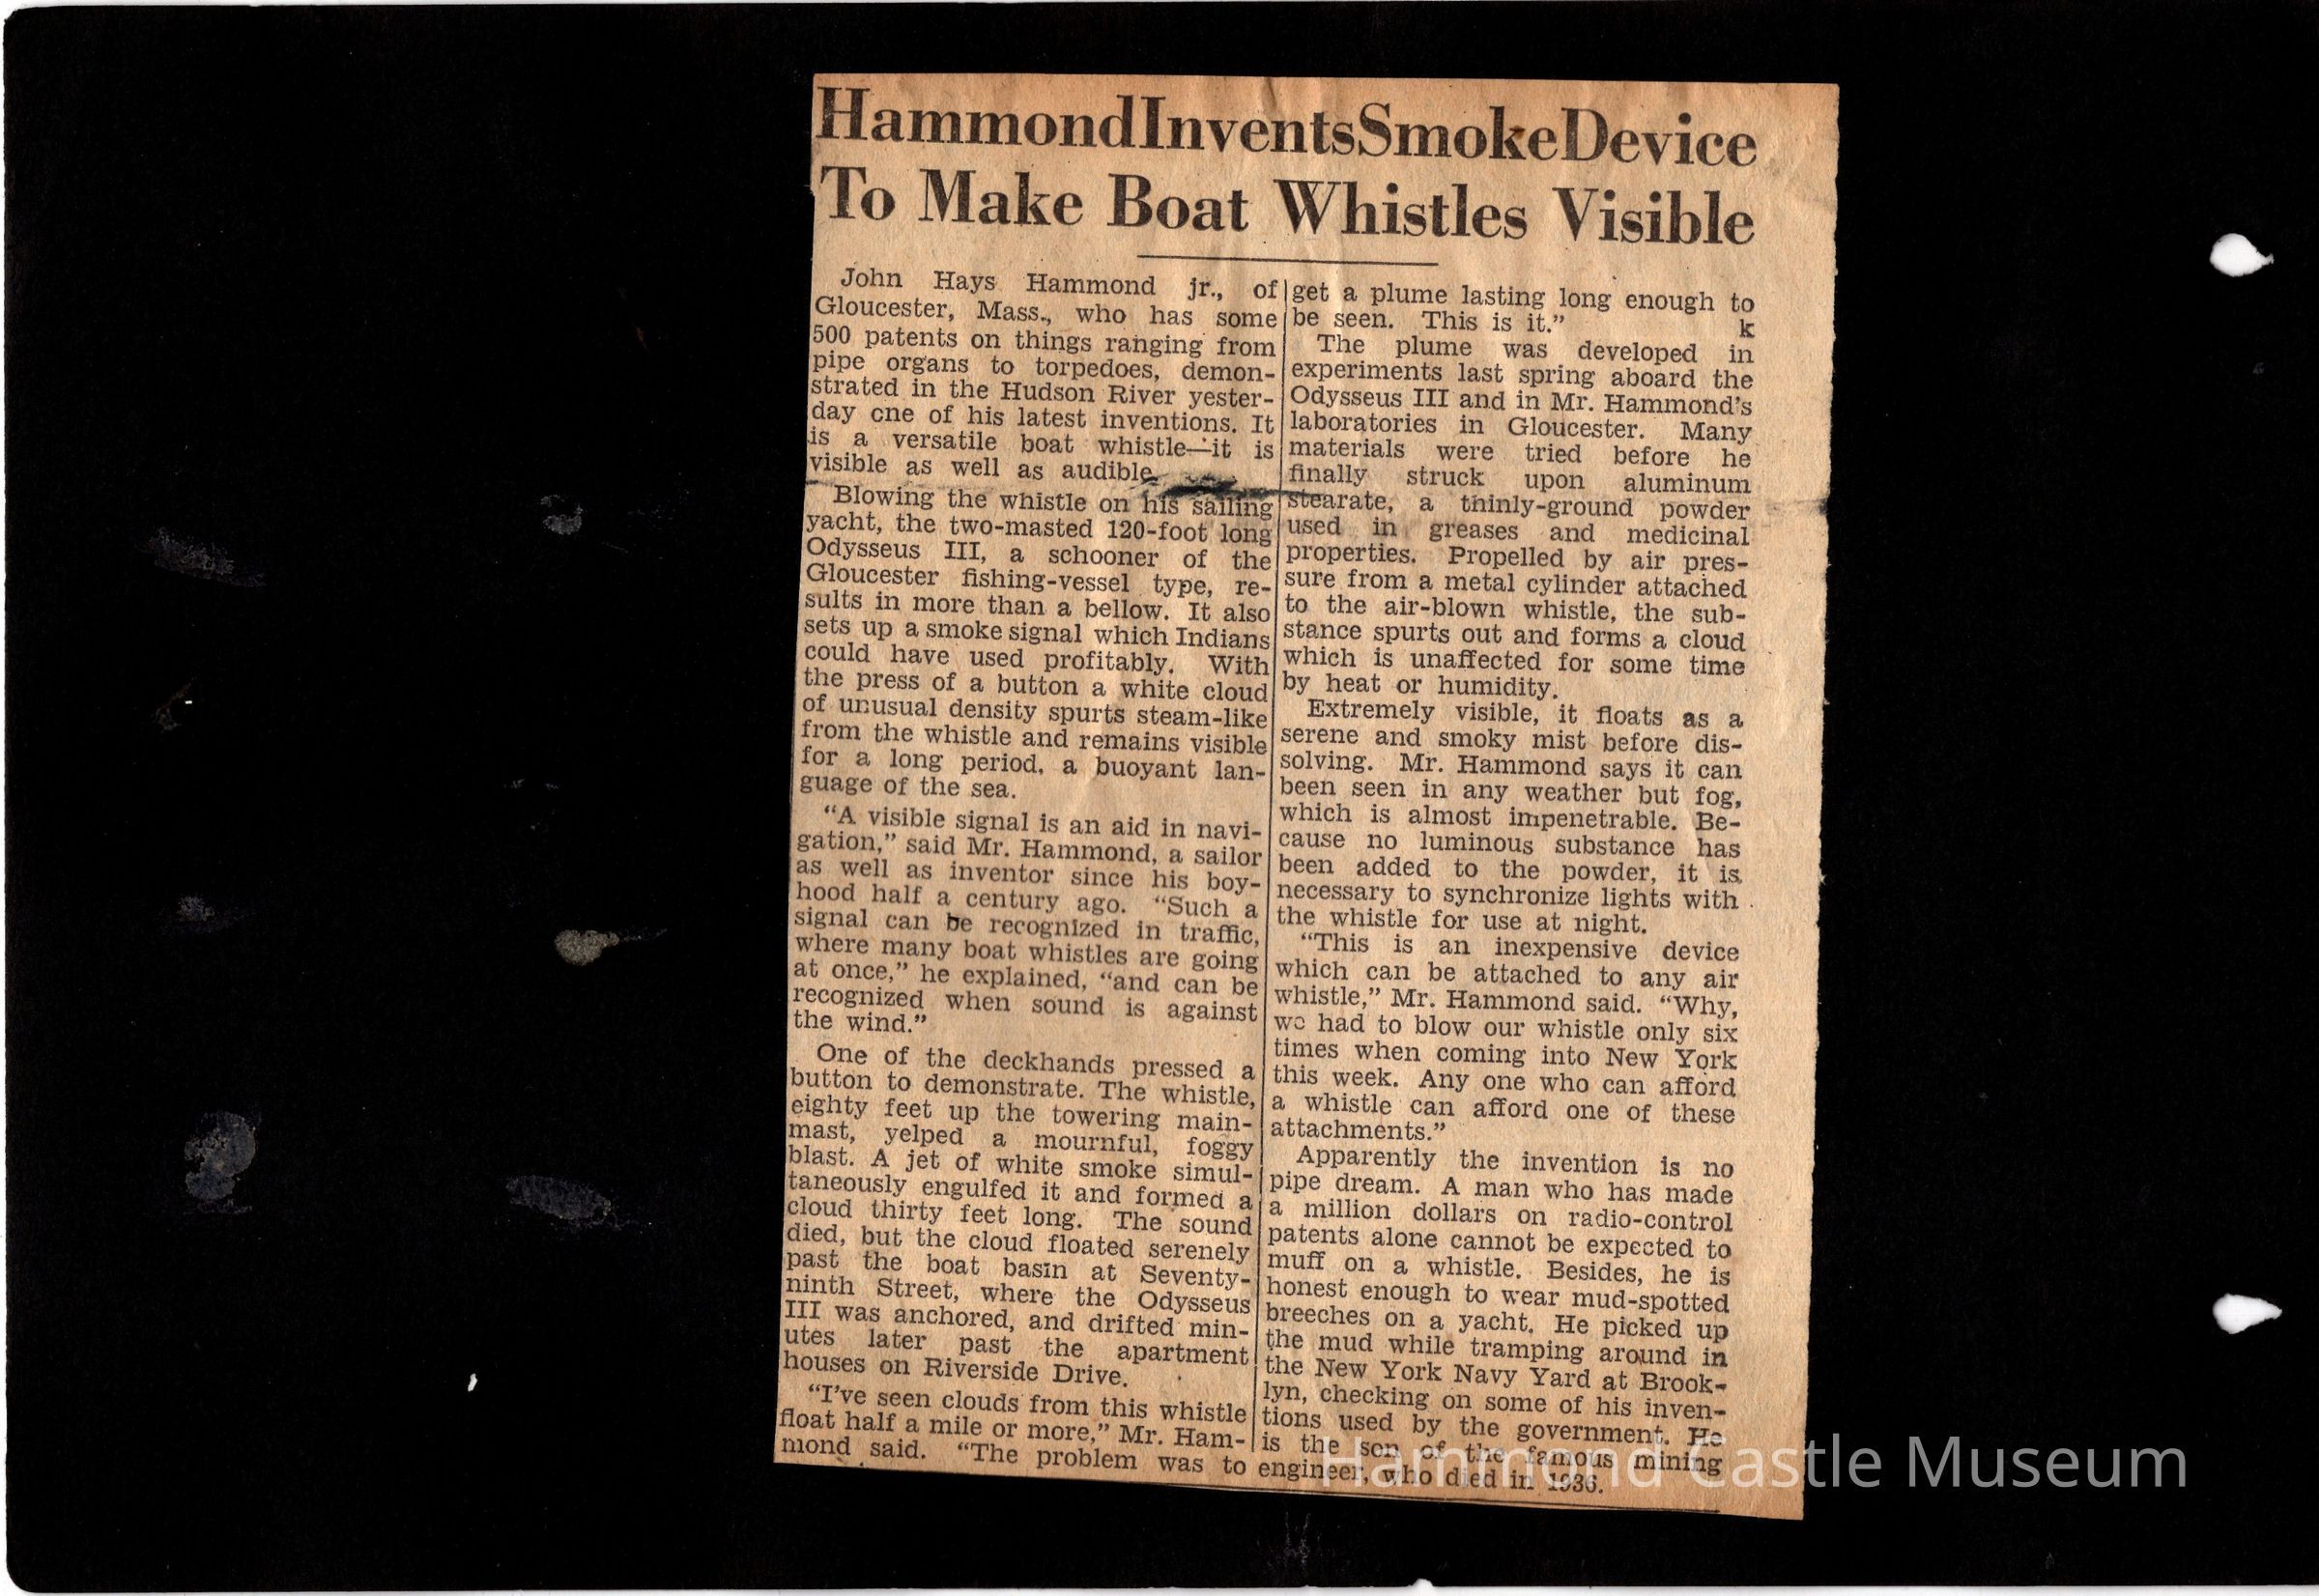 HammondInventsSmokeDevice
To Make Boat Whistles Visible
John Hays Hammond jr., of
Gloucester, Mass., who has some
500 patents on things ranging from
pipe organs to torpedoes, demon-
strated in the Hudson River yester-
day one of his latest inventions. It
is a versatile boat whistle—it is
visible as well as audible.
Blowing the whistle on his sailing
yacht, the two-masted 120-foot long
Odysseus III, a schooner of the
Gloucester fishing-vessel type, re-
sults in more than a bellow. It also
sets up a smoke signal which Indians
could have used profitably. With
the press of a button a white cloud
of unusual density spurts steam-like
from the whistle and remains visible
for a long period, a buoyant lan-
guage of the sea.
"A visible signal is an aid in navi-
gation," said Mr. Hammond, a sailor
as well as inventor since his boy-
hood half a century ago. "Such a
signal can be recognized in traffic,
where many boat whistles are going
at once," he explained, "and can be
recognized when sound is against
the wind."
One of the deckhands pressed a
button to demonstrate. The whistle,
eighty feet up the towering main-
mast, yelped a mournful, foggy
blast. A jet of white smoke simul-
taneously engulfed it and formed a
cloud thirty feet long. The sound
died, but the cloud floated serenely
past the boat basin at Seventy-
ninth Street, where the Odysseus
III was anchored, and drifted min-
utes later past the apartment
houses on Riverside Drive.
"I've seen clouds from this whistle
float half a mile or more," Mr. Ham-
mond said. "The problem was to
get a plume lasting long enough to
be seen. This is it."
k
The plume was developed in
experiments last spring aboard the
Odysseus III and in Mr. Hammond's
laboratories in Gloucester. Many
materials were tried before he
finally struck upon aluminum
stearate, a thinly-ground powder
used in greases and medicinal
properties. Propelled by air pres-
sure from a metal cylinder attached
to the air-blown whistle, the sub-
stance spurts out and forms a cloud
which is unaffected for some time
by heat or humidity.
Extremely visible, it floats as a
serene and smoky mist before dis-
solving. Mr. Hammond says it can
been seen in any weather but fog,
which is almost impenetrable. Be-
cause no luminous substance has
been added to the powder, it is
necessary to synchronize lights with
the whistle for use at night.
"This is an inexpensive device
which can be attached to any air
whistle," Mr. Hammond said. "Why,
we had to blow our whistle only six
times when coming into New York
this week. Any one who can afford
a whistle can afford one of these
attachments."
Apparently the invention is no
pipe dream. A man who has made
a million dollars on radio-control
patents alone cannot be expected to
muff on a whistle. Besides, he is
honest enough to wear mud-spotted
breeches on a yacht. He picked up
the mud while tramping around in
the New York Navy Yard at Brook-
lyn, checking on some of his inven-
tions used by the government. He
is the son of the famous mining
engineer, who died in 1936.
Hammond Castle Museum